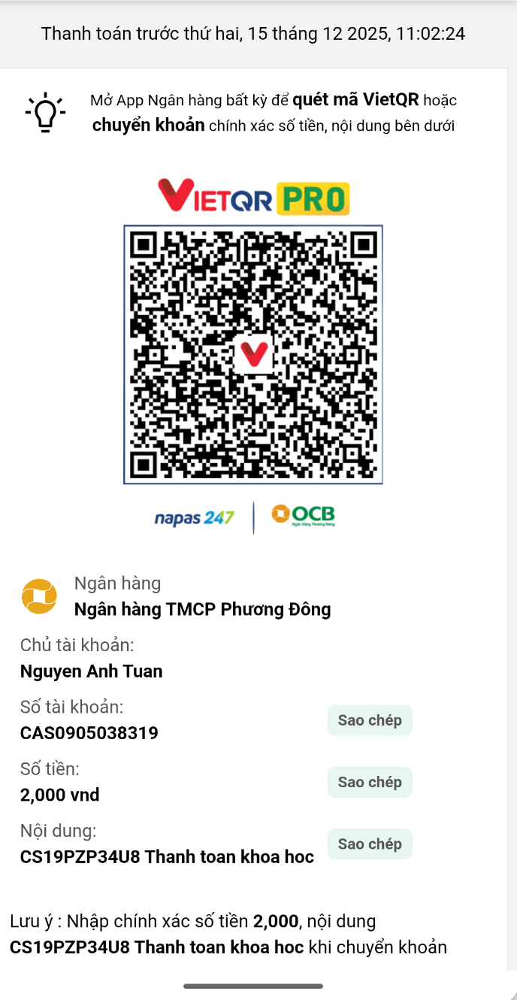 Thanh toán trước thứ hai, 15 tháng 12 2025, 11:02:24
Mở App Ngân hàng bất kỳ để quét mã VietQR hoặc
chuyển khoản chính xác số tiền, nội dung bên dưới
VIETQR PRO
napas 247
OCB
Ngân Hàng Phương Đông
Ngân hàng
Ngân hàng TMCP Phương Đông
Chủ tài khoản:
Nguyen Anh Tuan
Số tài khoản:
CAS0905038319
Sao chép
Số tiền:
2,000 vnd
Sao chép
Nội dung:
CS19PZP34U8 Thanh toan khoa hoc
Sao chép
Lưu ý : Nhập chính xác số tiền 2,000, nội dung
CS19PZP34U8 Thanh toan khoa hoc khi chuyển khoản